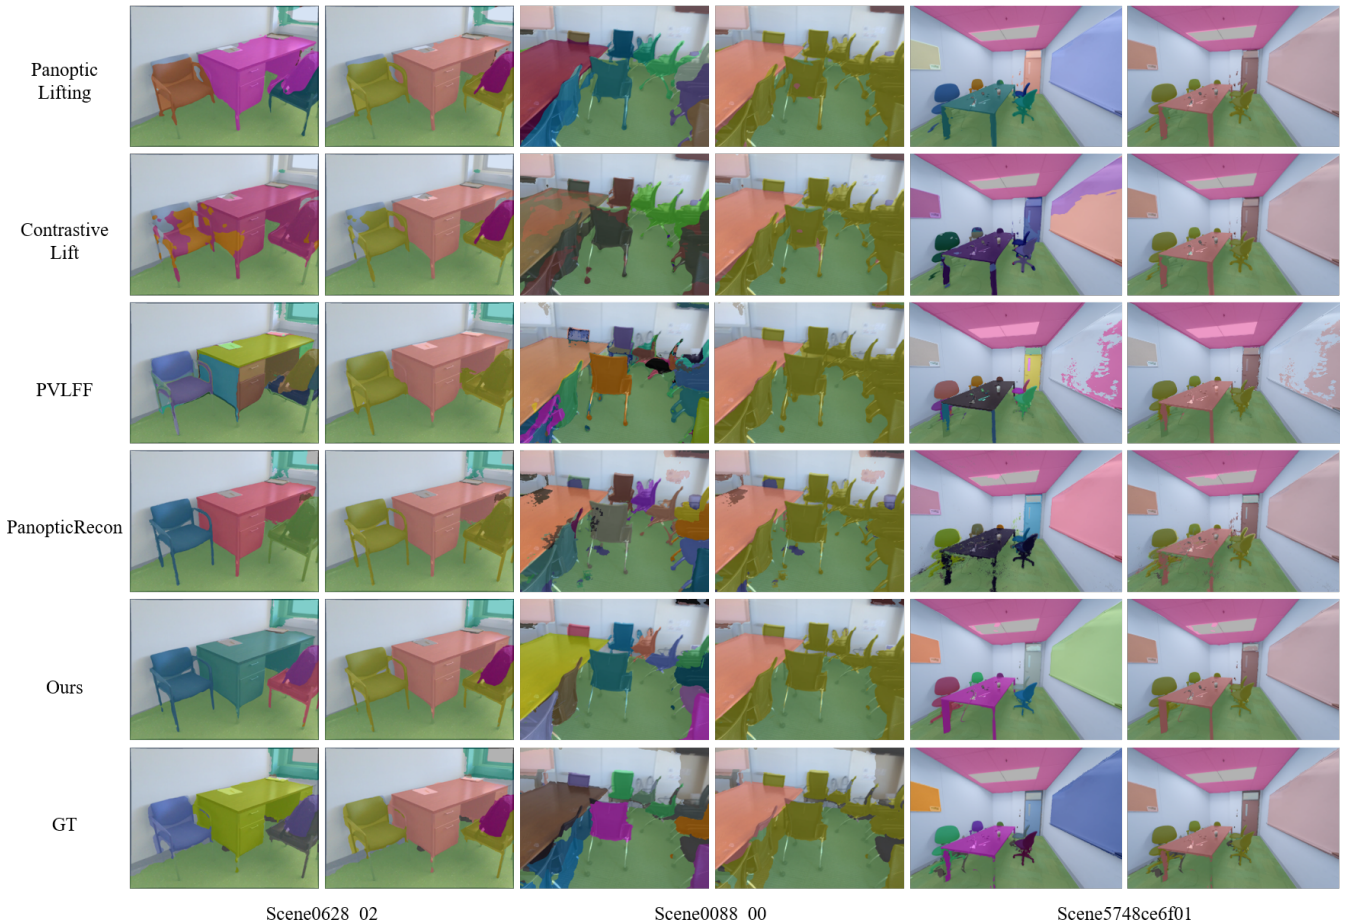 Panoptic
Lifting
Contrastive
Lift
PVLFF
PanopticRecon
Ours
GT
Scene0628_02
Scene0088_00
Scene5748ce6f01